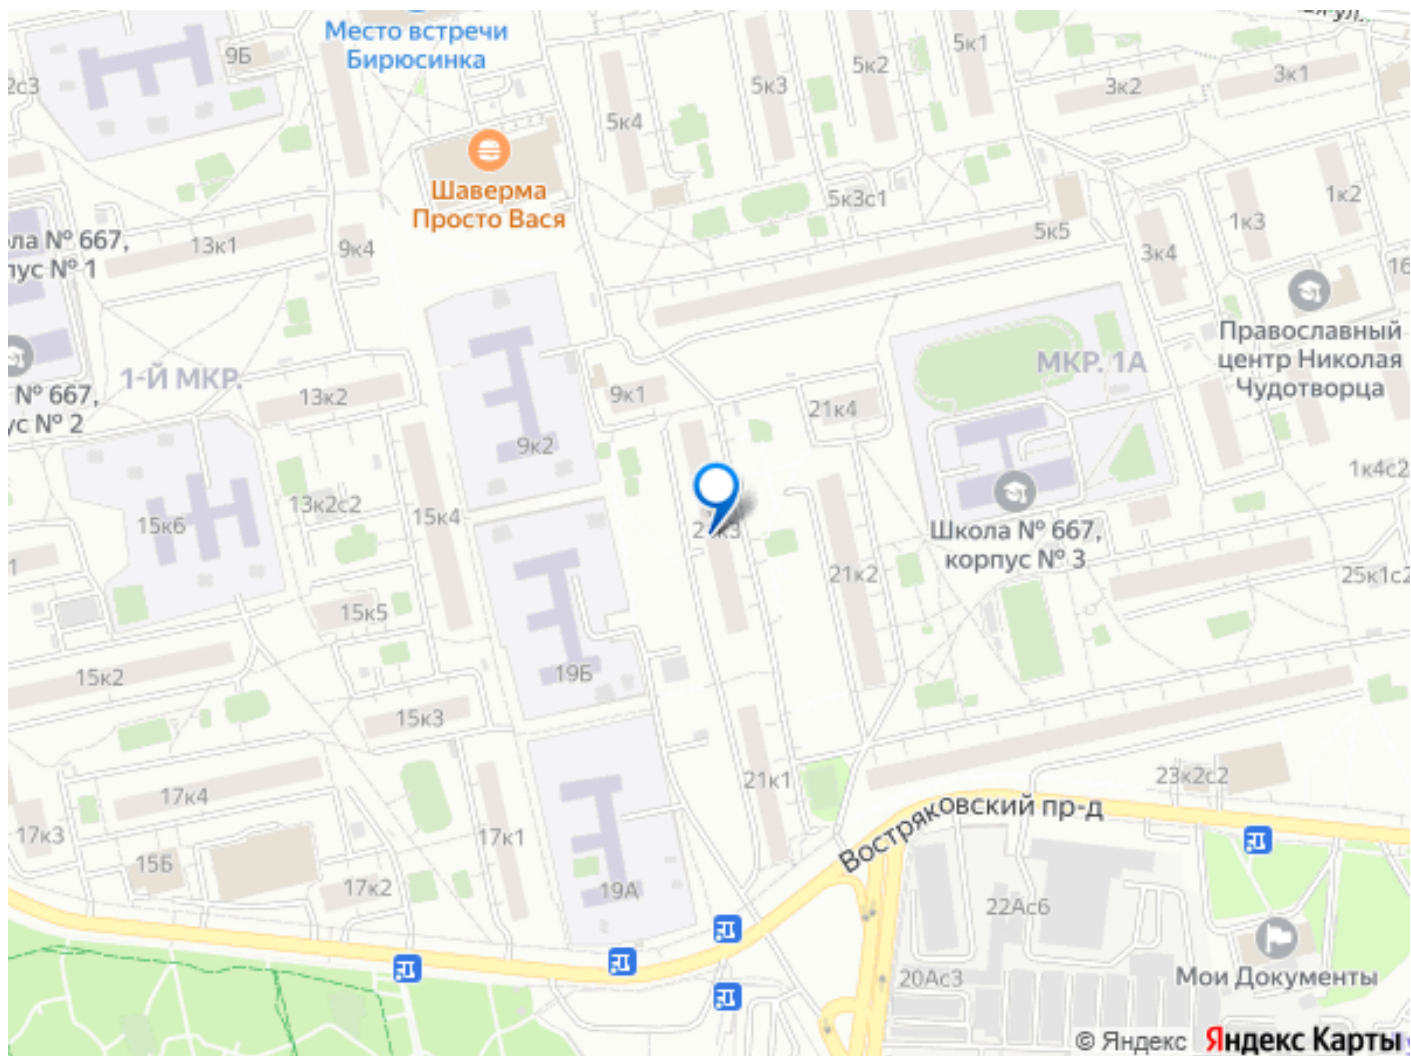 Место встречи
Бирюсинка
9Б
2с3
5к1
5к2
5к3
5к4
3к2
3к1
Шаверма
Просто Вася
5к3с1
1к2
1к3
ола № 667,
пус № 1
13к1
9к4
5к5
3к4
16
Православный
центр Николая
Чудотворца
1-Й МКР.
МКР. 1А
№ 667,
ус № 2
13к2
9к1
21к4
9к2
1к4с2
13к2с2
15к6
15к4
Школа № 667,
корпус № 3
21к2
25к1с2
1
15к5
19Б
15к2
15к3
21к1
23к2с2
17к4
Востряковский пр-д
17к3
17к1
15Б
17к2
19А
22Ас6
20Ас3
Мои Документы
© Яндекс Яндекс Карты